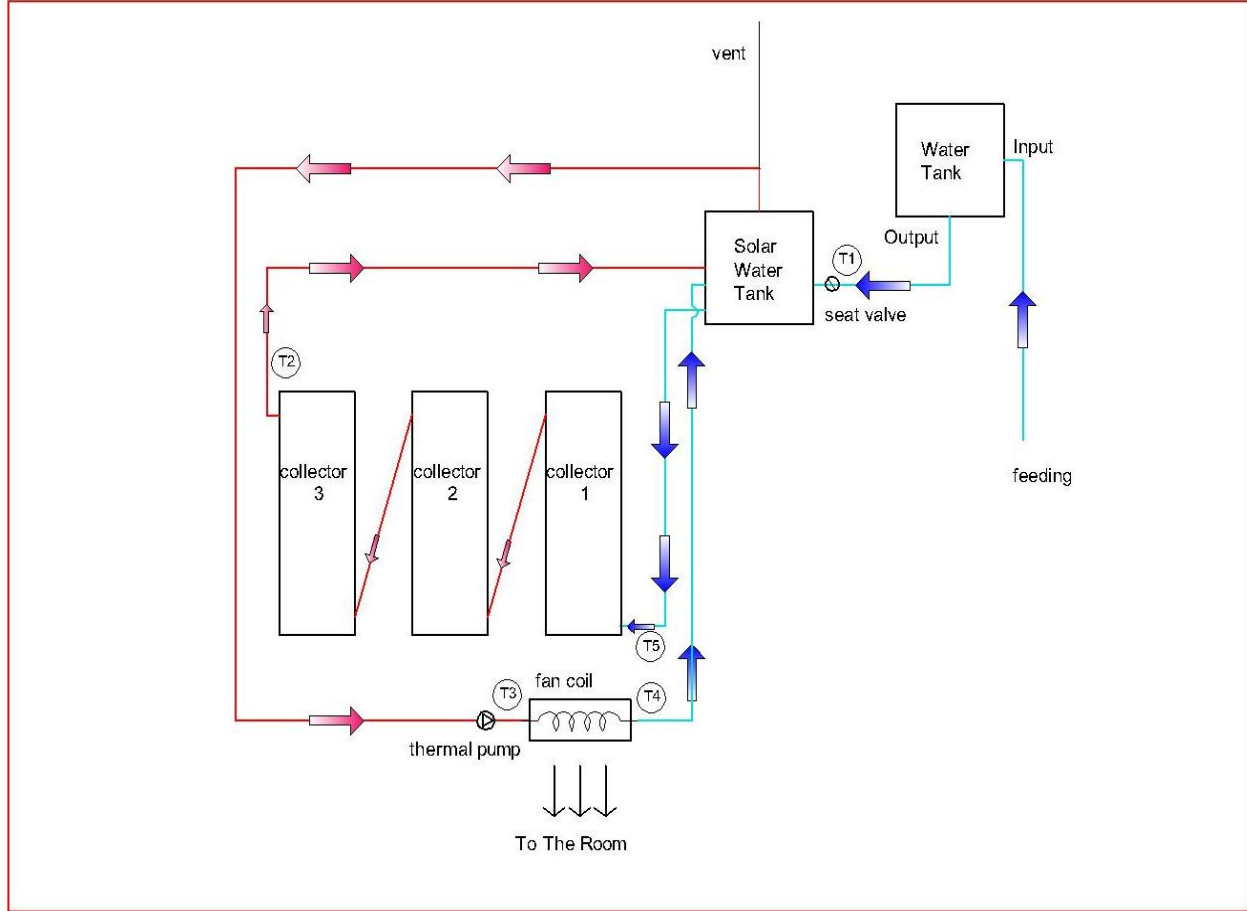 vent
Water
Tank
Input
Output
Solar
Water
Tank
T1
seat valve
T2
collector
3
collector
2
collector
1
feeding
T5
fan coil
T3
T4
thermal pump
To The Room